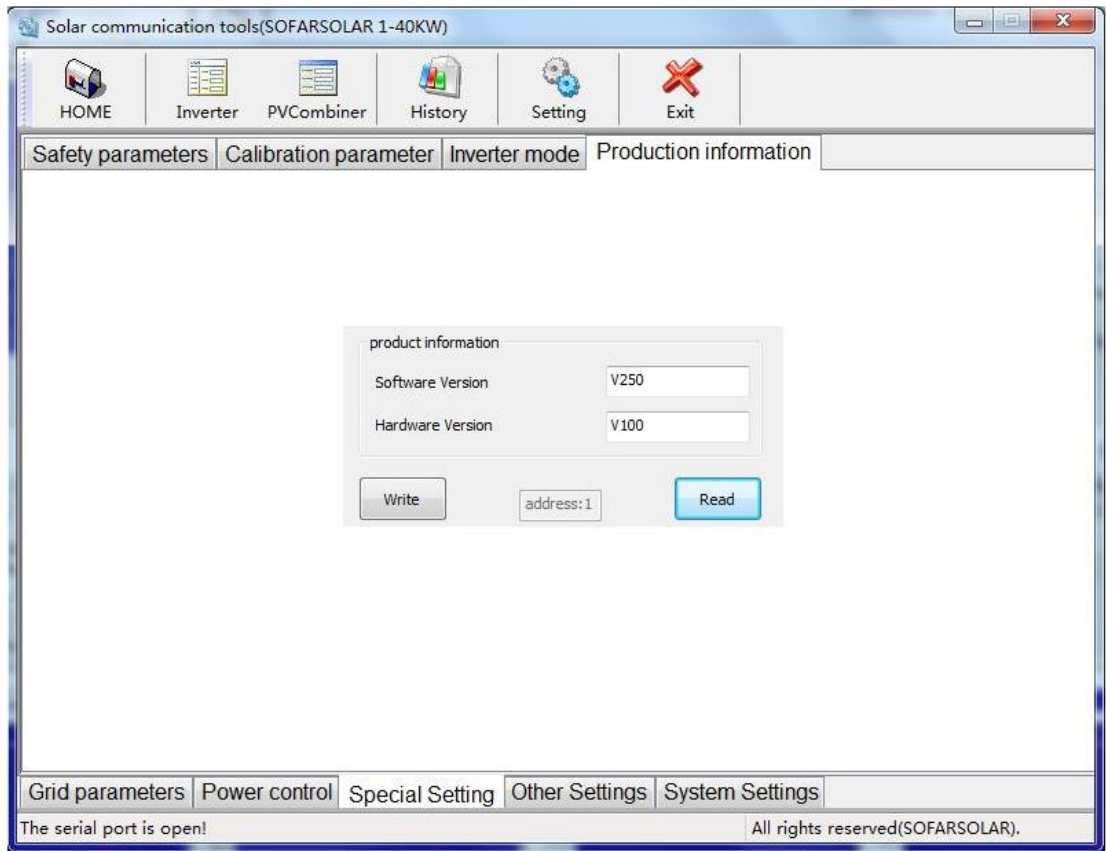 Solar communication tools(SOFARSOLAR 1-40KW)
HOME Inverter PVCombiner History Setting Exit
Safety parameters Calibration parameter Inverter mode Production information
product information
Software Version V250
Hardware Version V100
Write address:1 Read
Grid parameters Power control Special Setting Other Settings System Settings
The serial port is open! All rights reserved(SOFARSOLAR).